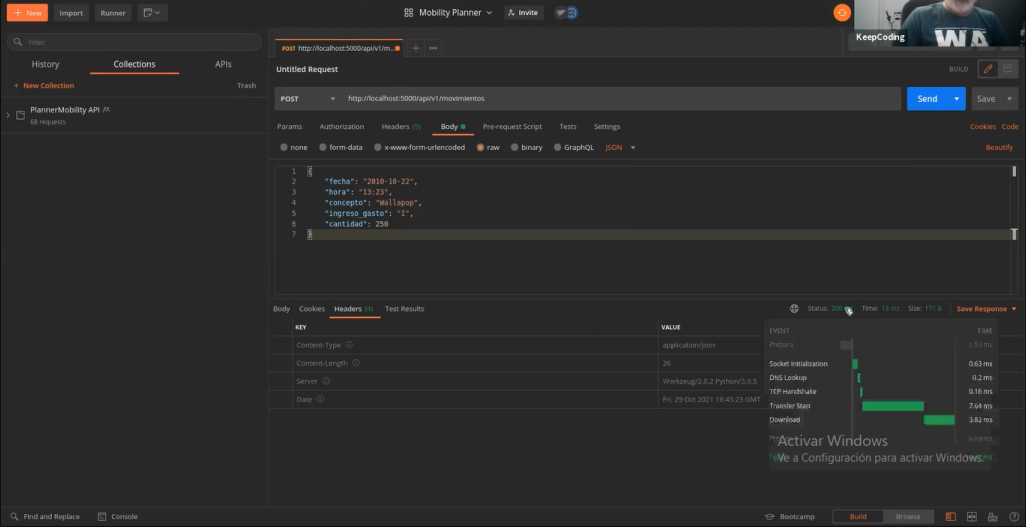 + New Import Runner
Mobility Planner
Invite
KeepCoding
Filter
History Collections APIs
+ New Collection Trash
PlannerMobility API
68 requests
POST http://localhost:5000/api/v1/m...
Untitled Request
BUILD
POST http://localhost:5000/api/v1/movimientos
Send Save
Params Authorization Headers (9) Body Pre-request Script Tests Settings Cookies Code
none form-data x-www-form-urlencoded raw binary GraphQL JSON Beautify
1 {
2 "fecha": "2010-10-22",
3 "hora": "13:23",
4 "concepto": "Wallapop",
5 "ingreso_gasto": "I",
6 "cantidad": 250
7 }
Body Cookies Headers (4) Test Results Status: 200 Time: 13 ms Size: 171 B Save Response
KEY VALUE
Content-Type application/json
Content-Length 26
Server Werkzeug/2.0.2 Python/3.9.5
Date Fri, 29 Oct 2021 16:45:23 GMT
EVENT TIME
Prepare
Socket Initialization 0.63 ms
DNS Lookup 0.2 ms
TCP Handshake 0.16 ms
Transfer Start 7.64 ms
Download 3.82 ms
Activar Windows
Ve a Configuración para activar Windows.
Find and Replace Console
Bootcamp Build Browse